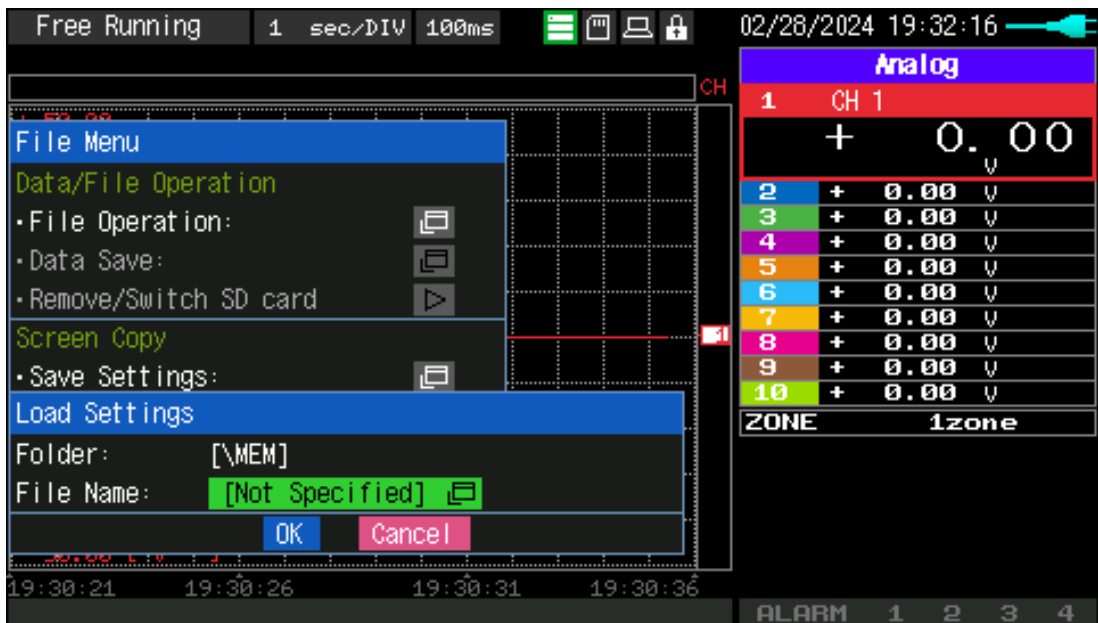 Free Running 1 sec/DIV 100ms 02/28/2024 19:32:16
Analog
CH
1 CH 1
+ 0.00
V
File Menu
Data/File Operation
•File Operation:
•Data Save:
•Remove/Switch SD card
Screen Copy
•Save Settings:
Load Settings
Folder: [\MEM]
File Name: [Not Specified]
OK Cancel
19:30:21 19:30:26 19:30:31 19:30:36
2 + 0.00 V
3 + 0.00 V
4 + 0.00 V
5 + 0.00 V
6 + 0.00 V
7 + 0.00 V
8 + 0.00 V
9 + 0.00 V
10 + 0.00 V
ZONE 1zone
ALARM 1 2 3 4